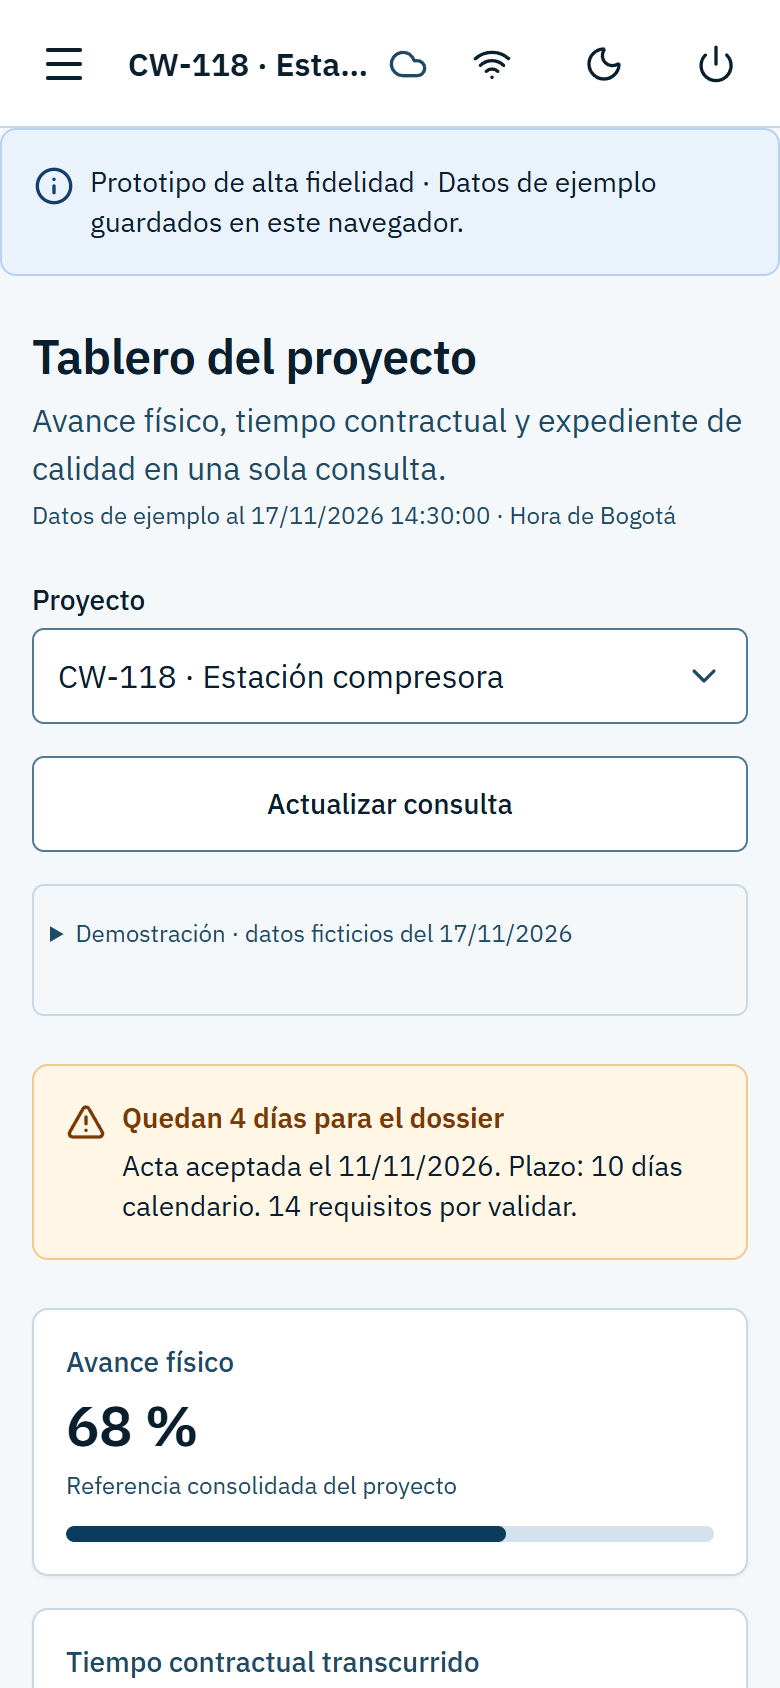 CW-118 · Esta...
Prototipo de alta fidelidad · Datos de ejemplo
guardados en este navegador.
Tablero del proyecto
Avance físico, tiempo contractual y expediente de
calidad en una sola consulta.
Datos de ejemplo al 17/11/2026 14:30:00 · Hora de Bogotá
Proyecto
CW-118 · Estación compresora
Actualizar consulta
Demostración · datos ficticios del 17/11/2026
Quedan 4 días para el dossier
Acta aceptada el 11/11/2026. Plazo: 10 días
calendario. 14 requisitos por validar.
Avance físico
68 %
Referencia consolidada del proyecto
Tiempo contractual transcurrido